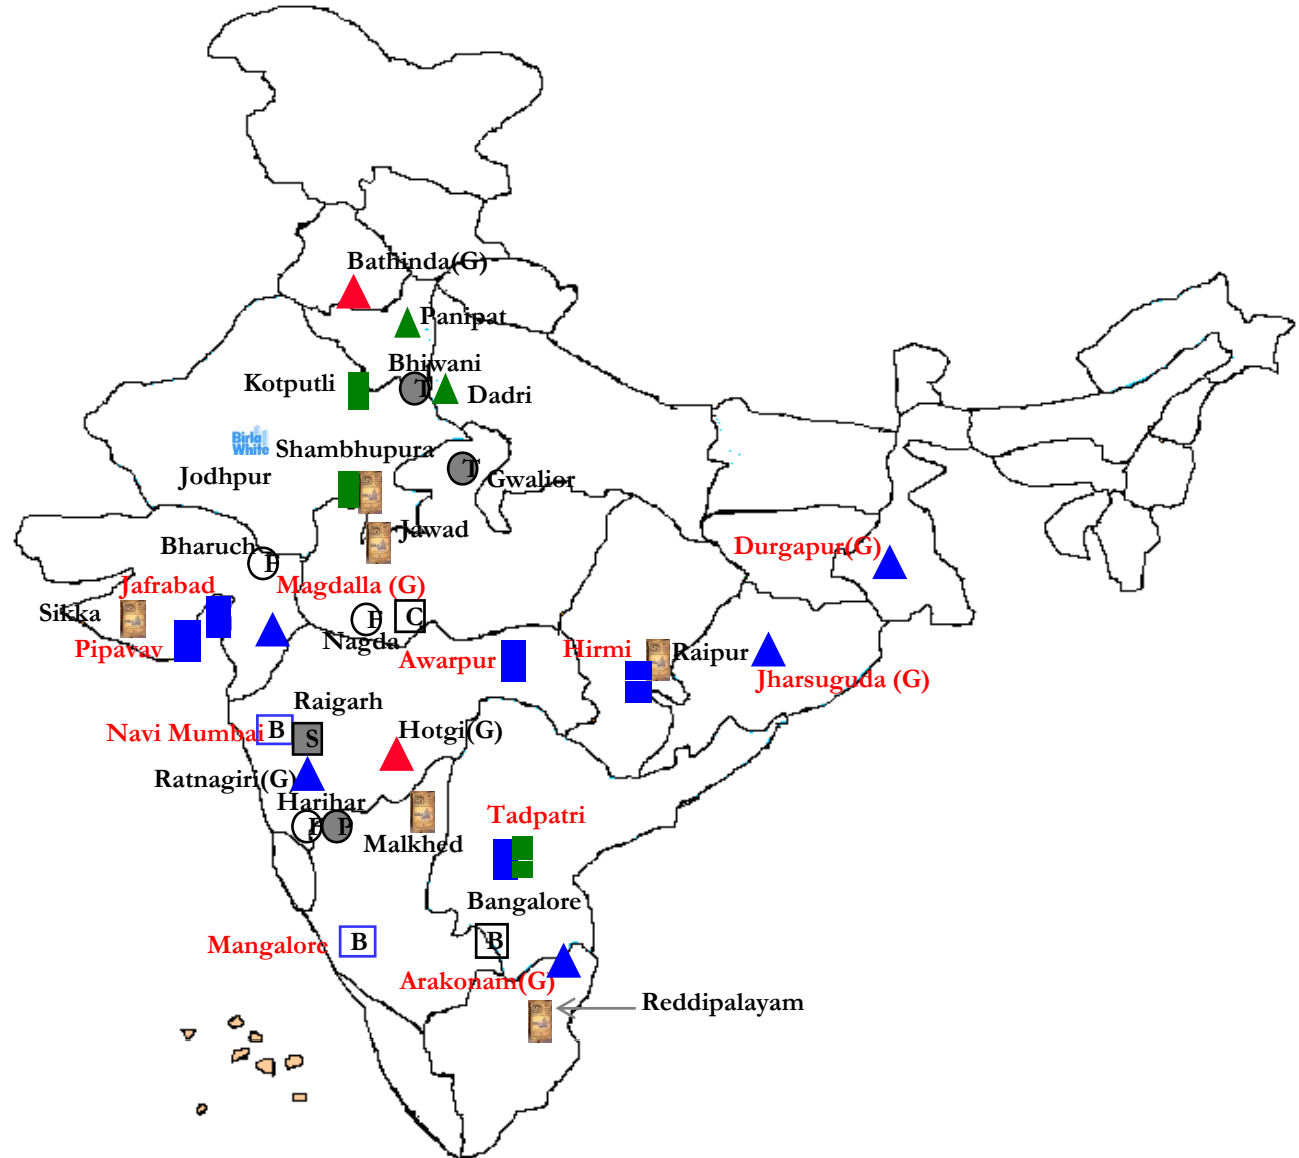 Bathinda(G)
Panipat
Bhiwani
Kotputli
T
Dadri
Birla
White
Shambhupura
Jodhpur
T
Gwalior
Jawad
Bharuch
F
Durgapur(G)
Jafrabad
Magdalla (G)
Sikka
F
C
Nagda
Pipavav
Awarpur
Hirmi
Raipur
Jharsuguda (G)
Raigarh
Navi Mumbai
B
S
Hotgi(G)
Ratnagiri(G)
Harihar
F
P
Malkhed
Tadpatri
Bangalore
Mangalore
B
B
Arakonam(G)
Reddipalayam